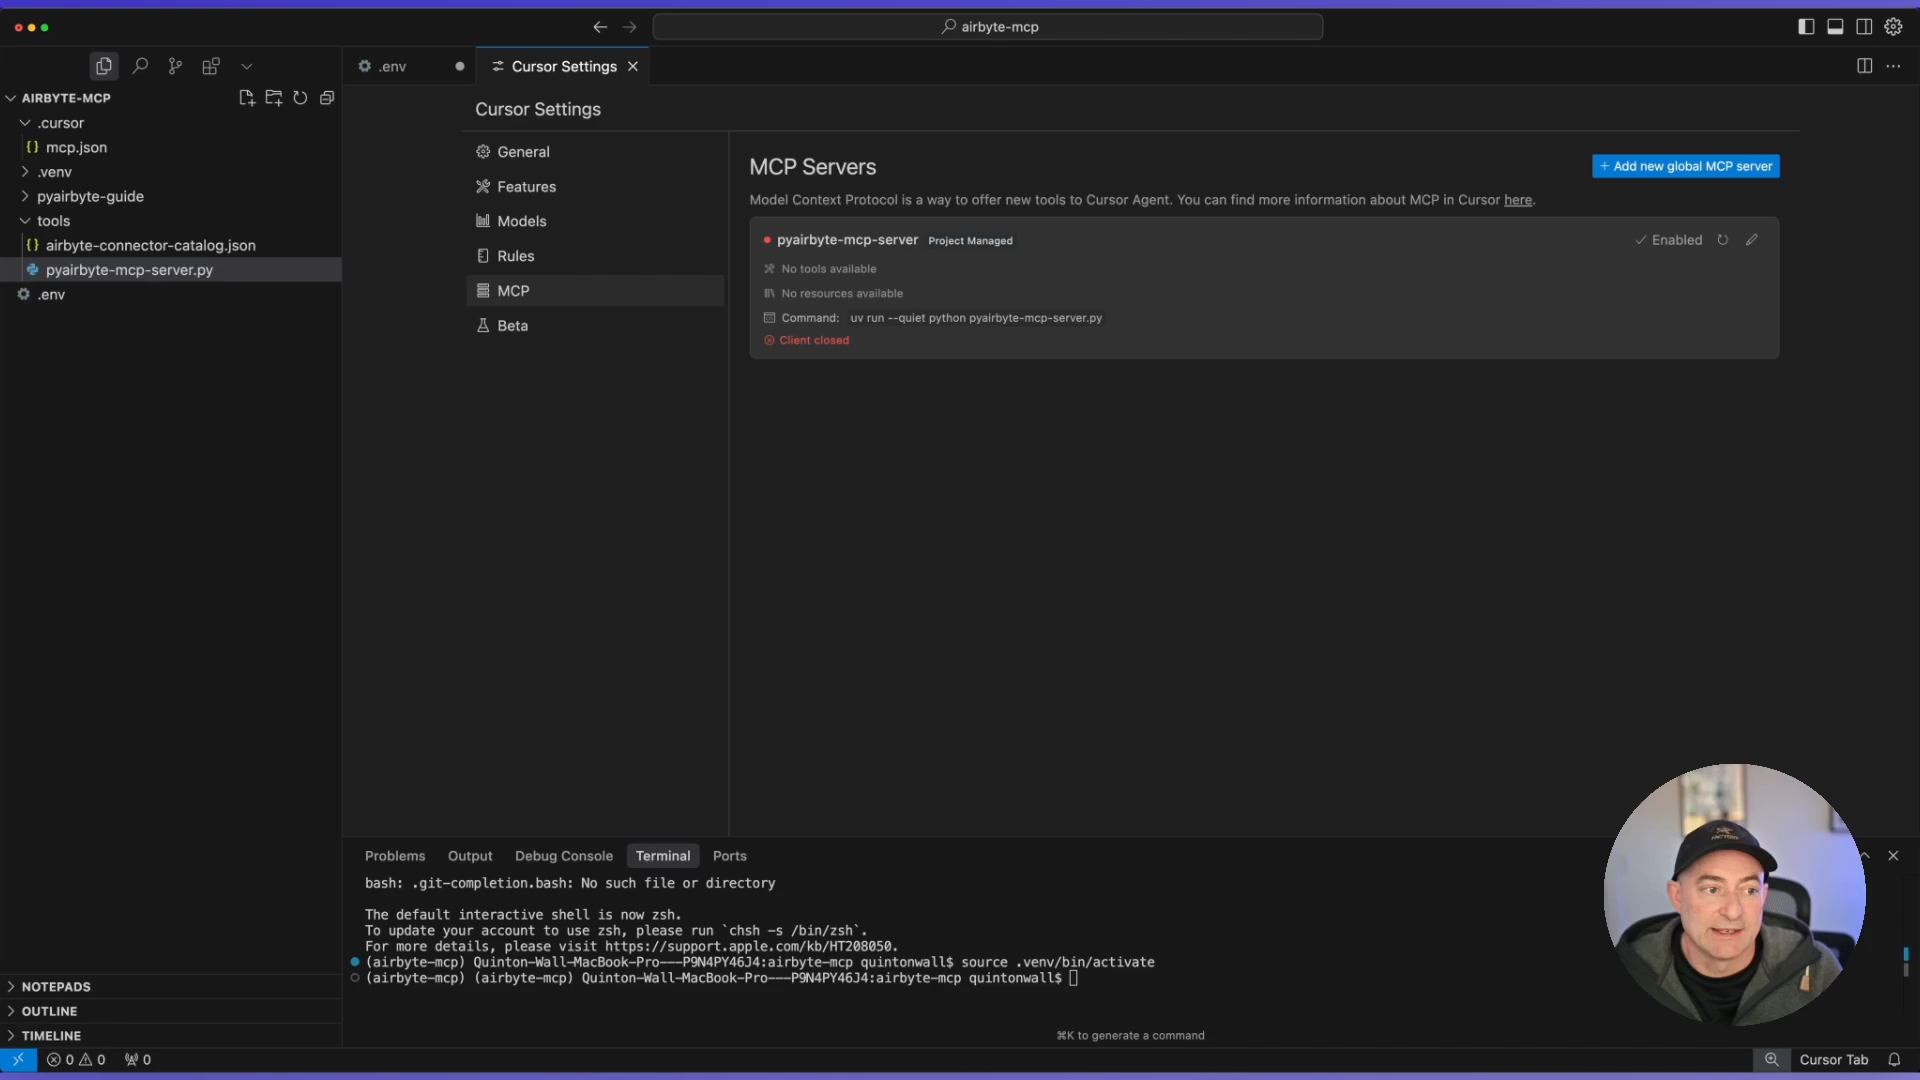 airbyte-mcp
.env
Cursor Settings
AIRBYTE-MCP
.cursor
mcp.json
.venv
pyairbyte-guide
tools
airbyte-connector-catalog.json
pyairbyte-mcp-server.py
.env
NOTEPADS
OUTLINE
TIMELINE
Cursor Settings
General
Features
Models
Rules
MCP
Beta
MCP Servers
+ Add new global MCP server
Model Context Protocol is a way to offer new tools to Cursor Agent. You can find more information about MCP in Cursor here.
pyairbyte-mcp-server Project Managed
Enabled
No tools available
No resources available
Command: uv run --quiet python pyairbyte-mcp-server.py
Client closed
Problems Output Debug Console Terminal Ports
bash: .git-completion.bash: No such file or directory
The default interactive shell is now zsh.
To update your account to use zsh, please run `chsh -s /bin/zsh`.
For more details, please visit https://support.apple.com/kb/HT208050.
(airbyte-mcp) Quinton-Wall-MacBook-Pro---P9N4PY46J4:airbyte-mcp quintonwall$ source .venv/bin/activate
(airbyte-mcp) (airbyte-mcp) Quinton-Wall-MacBook-Pro---P9N4PY46J4:airbyte-mcp quintonwall$
⌘K to generate a command
0 0 0
Cursor Tab